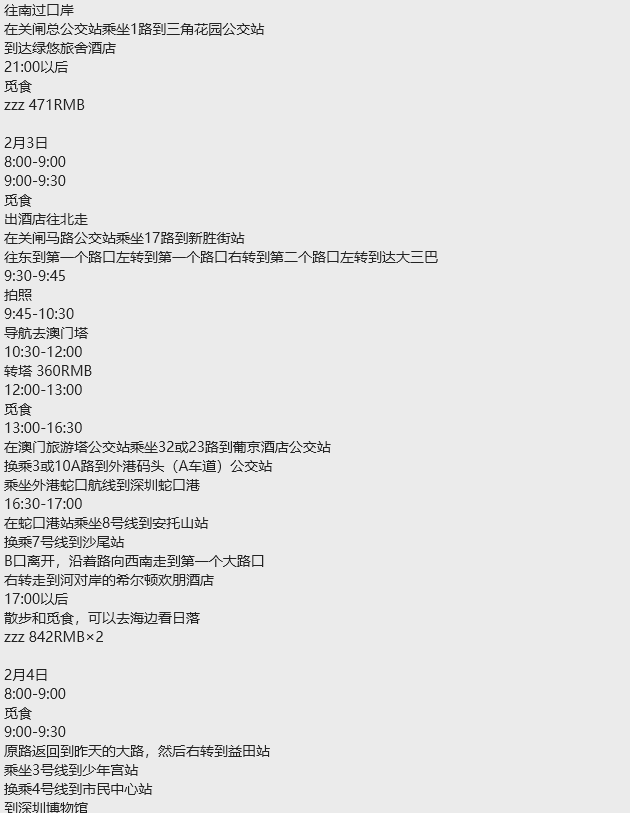 往南过口岸
在关闸总公交站乘坐1路到三角花园公交站
到达绿悠旅舍酒店
21:00以后
觅食
zzz 471RMB
2月3日
8:00-9:00
9:00-9:30
觅食
出酒店往北走
在关闸马路公交站乘坐17路到新胜街站
往东到第一个路口左转到第一个路口右转到第二个路口左转到达大三巴
9:30-9:45
拍照
9:45-10:30
导航去澳门塔
10:30-12:00
转塔 360RMB
12:00-13:00
觅食
13:00-16:30
在澳门旅游塔公交站乘坐32或23路到葡京酒店公交站
换乘3或10A路到外港码头（A车道）公交站
乘坐外港蛇口航线到深圳蛇口港
16:30-17:00
在蛇口港站乘坐8号线到安托山站
换乘7号线到沙尾站
B口离开，沿着路向西南走到第一个大路口
右转走到河对岸的希尔顿欢朋酒店
17:00以后
散步和觅食，可以去海边看日落
zzz 842RMB×2
2月4日
8:00-9:00
觅食
9:00-9:30
原路返回到昨天的大路，然后右转到益田站
乘坐3号线到少年宫站
换乘4号线到市民中心站
到深圳博物馆